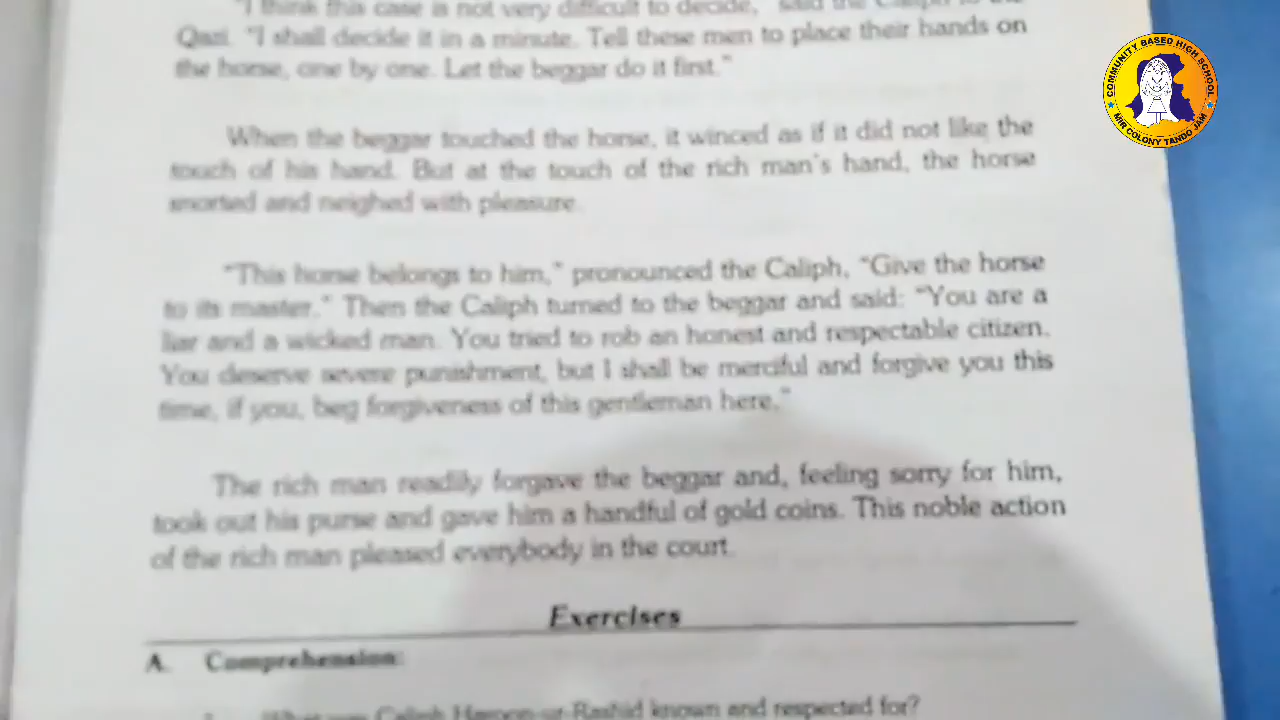 "I think this case is not very difficult to decide," said the Caliph to the
Qazi. "I shall decide it in a minute. Tell these men to place their hands on
the horse, one by one. Let the beggar do it first."
When the beggar touched the horse, it winced as if it did not like the
touch of his hand. But at the touch of the rich man's hand, the horse
snorted and neighed with pleasure.
"This horse belongs to him," pronounced the Caliph, "Give the horse
to its master." Then the Caliph turned to the beggar and said: "You are a
liar and a wicked man. You tried to rob an honest and respectable citizen.
You deserve severe punishment, but I shall be merciful and forgive you this
time, if you, beg forgiveness of this gentleman here."
The rich man readily forgave the beggar and, feeling sorry for him,
took out his purse and gave him a handful of gold coins. This noble action
of the rich man pleased everybody in the court.
Exercises
A. Comprehension:
What was Caliph Haroon-ur-Rashid known and respected for?
COMMUNITY BASED HIGH SCHOOL
MIR COLONY TANDO JAM